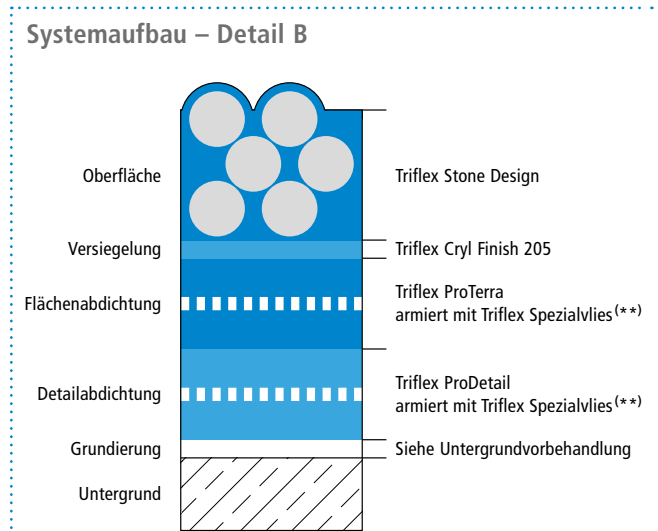 Systemaufbau – Detail B
Oberfläche
Triflex Stone Design
Versiegelung
Triflex Cryl Finish 205
Flächenabdichtung
Triflex ProTerra
armiert mit Triflex Spezialvlies(**)
Detailabdichtung
Triflex ProDetail
armiert mit Triflex Spezialvlies(**)
Grundierung
Siehe Untergrundvorbehandlung
Untergrund